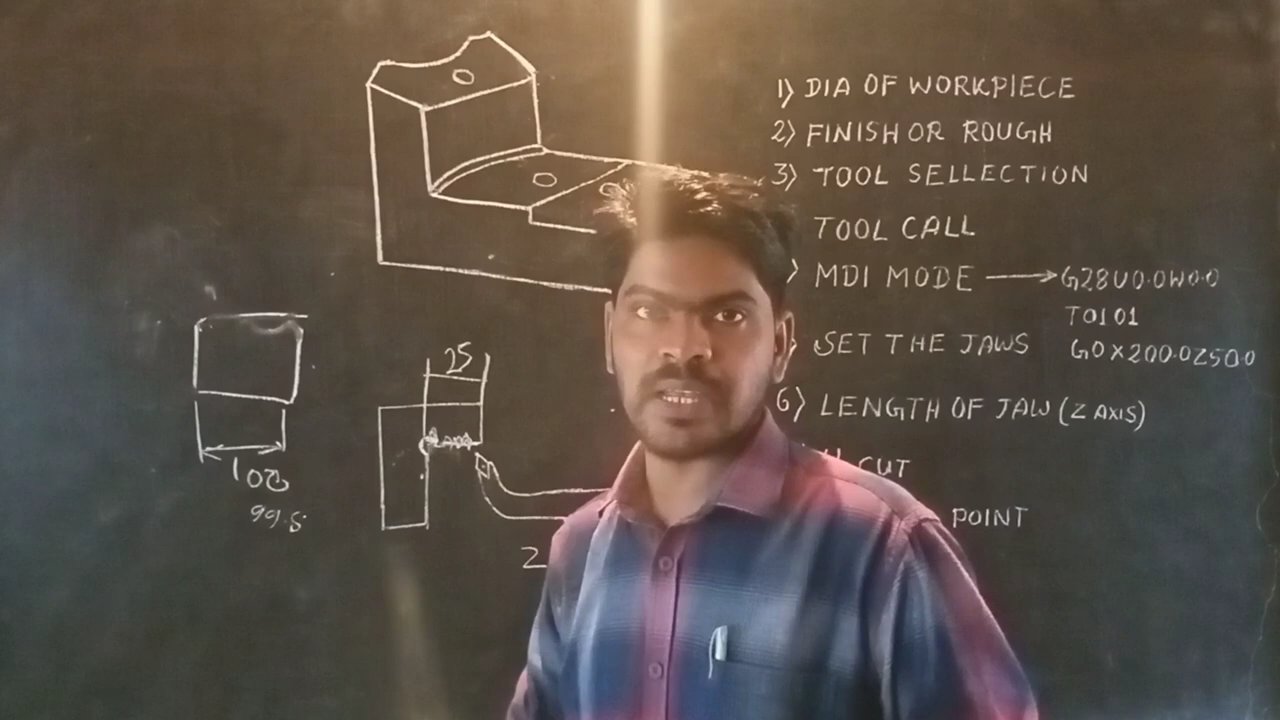 1) DIA OF WORKPIECE
2) FINISH OR ROUGH
3) TOOL SELLECTION
TOOL CALL
) MDI MODE → G28U0.0W0.0
T0101
) SET THE JAWS G0X200.0Z50.0
6) LENGTH OF JAW (Z AXIS)
CUT
POINT
25
100
99.5
2